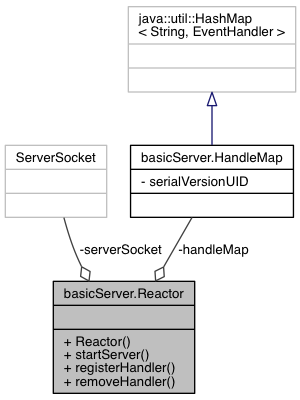 java::util::HashMap
< String, EventHandler >
ServerSocket
basicServer.HandleMap
- serialVersionUID
-serverSocket
-handleMap
basicServer.Reactor
+ Reactor()
+ startServer()
+ registerHandler()
+ removeHandler()